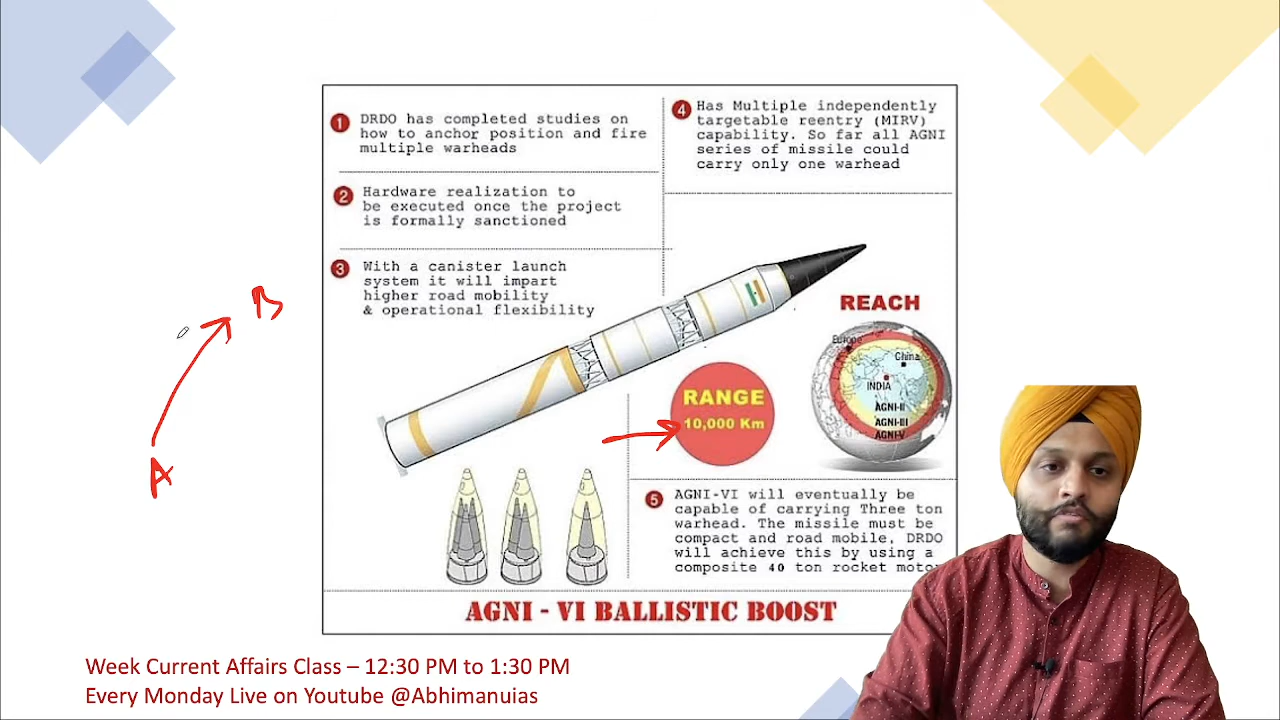 1
DRDO has completed studies on
how to anchor position and fire
multiple warheads
2
Hardware realization to
be executed once the project
is formally sanctioned
3
With a canister launch
system it will impart
higher road mobility
& operational flexibility
4
Has Multiple independently
targetable reentry (MIRV)
capability. So far all AGNI
series of missile could
carry only one warhead
REACH
Europe
China
INDIA
AGNI-II
AGNI-III
AGNI-V
RANGE
10,000 Km
B
A
5
AGNI-VI will eventually be
capable of carrying Three ton
warhead. The missile must be
compact and road mobile, DRDO
will achieve this by using a
composite 40 ton rocket motor
AGNI - VI BALLISTIC BOOST
Week Current Affairs Class – 12:30 PM to 1:30 PM
Every Monday Live on Youtube @Abhimanuias